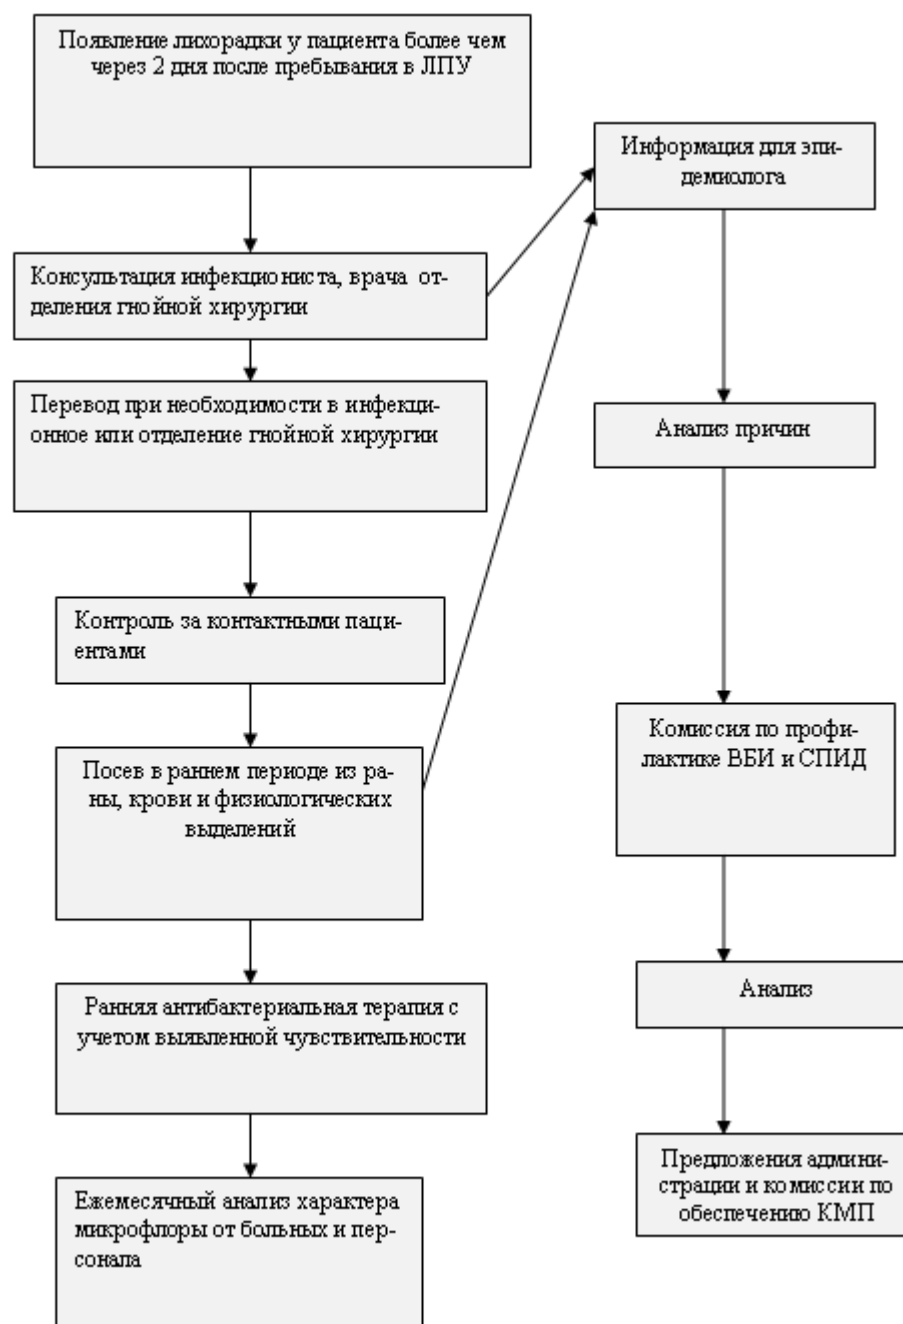 Появление лихорадки у пациента более чем
через 2 дня после пребывания в ЛПУ
Консультация инфекциониста, врача от-
деления гнойной хирургии
Перевод при необходимости в инфекци-
онное или отделение гнойной хирургии
Контроль за контактными паци-
ентами
Посев в раннем периоде из ра-
ны, крови и физиологических
выделений
Ранняя антибактериальная терапия с
учетом выявленной чувствительности
Ежемесячный анализ характера
микрофлоры от больных и пер-
сонала
Информация для эпи-
демиолога
Анализ причин
Комиссия по профи-
лактике ВБИ и СПИД
Анализ
Предложения админи-
страции и комиссии по
обеспечению КМП